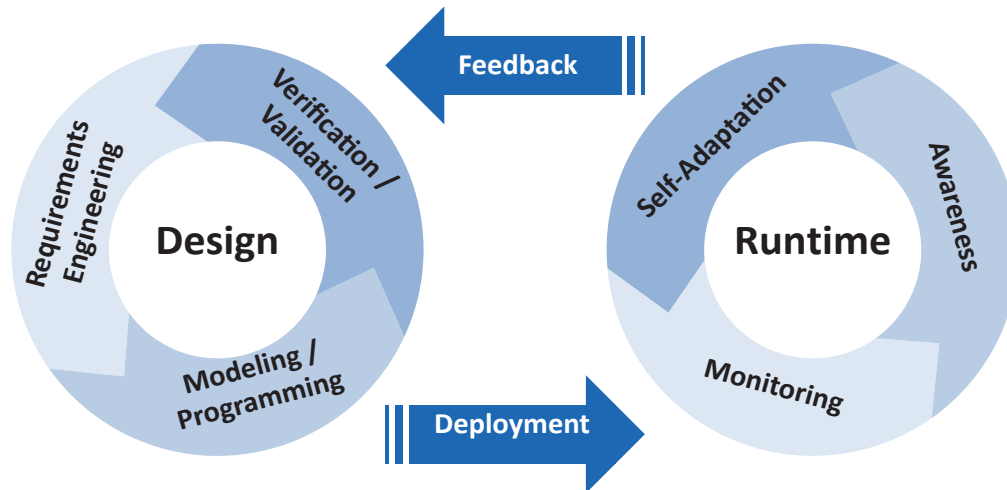 Feedback
Verification /
Validation
Requirements
Engineering
Design
Modeling /
Programming
Self-Adaptation
Awareness
Runtime
Monitoring
Deployment